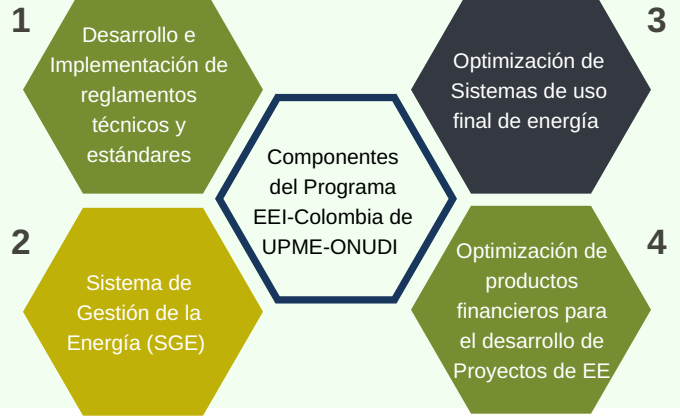 1
Desarrollo e
Implementación de
reglamentos
técnicos y
estándares
2
Sistema de
Gestión de la
Energía (SGE)
Componentes
del Programa
EEI-Colombia de
UPME-ONUDI
3
Optimización de
Sistemas de uso
final de energía
4
Optimización de
productos
financieros para
el desarrollo de
Proyectos de EE